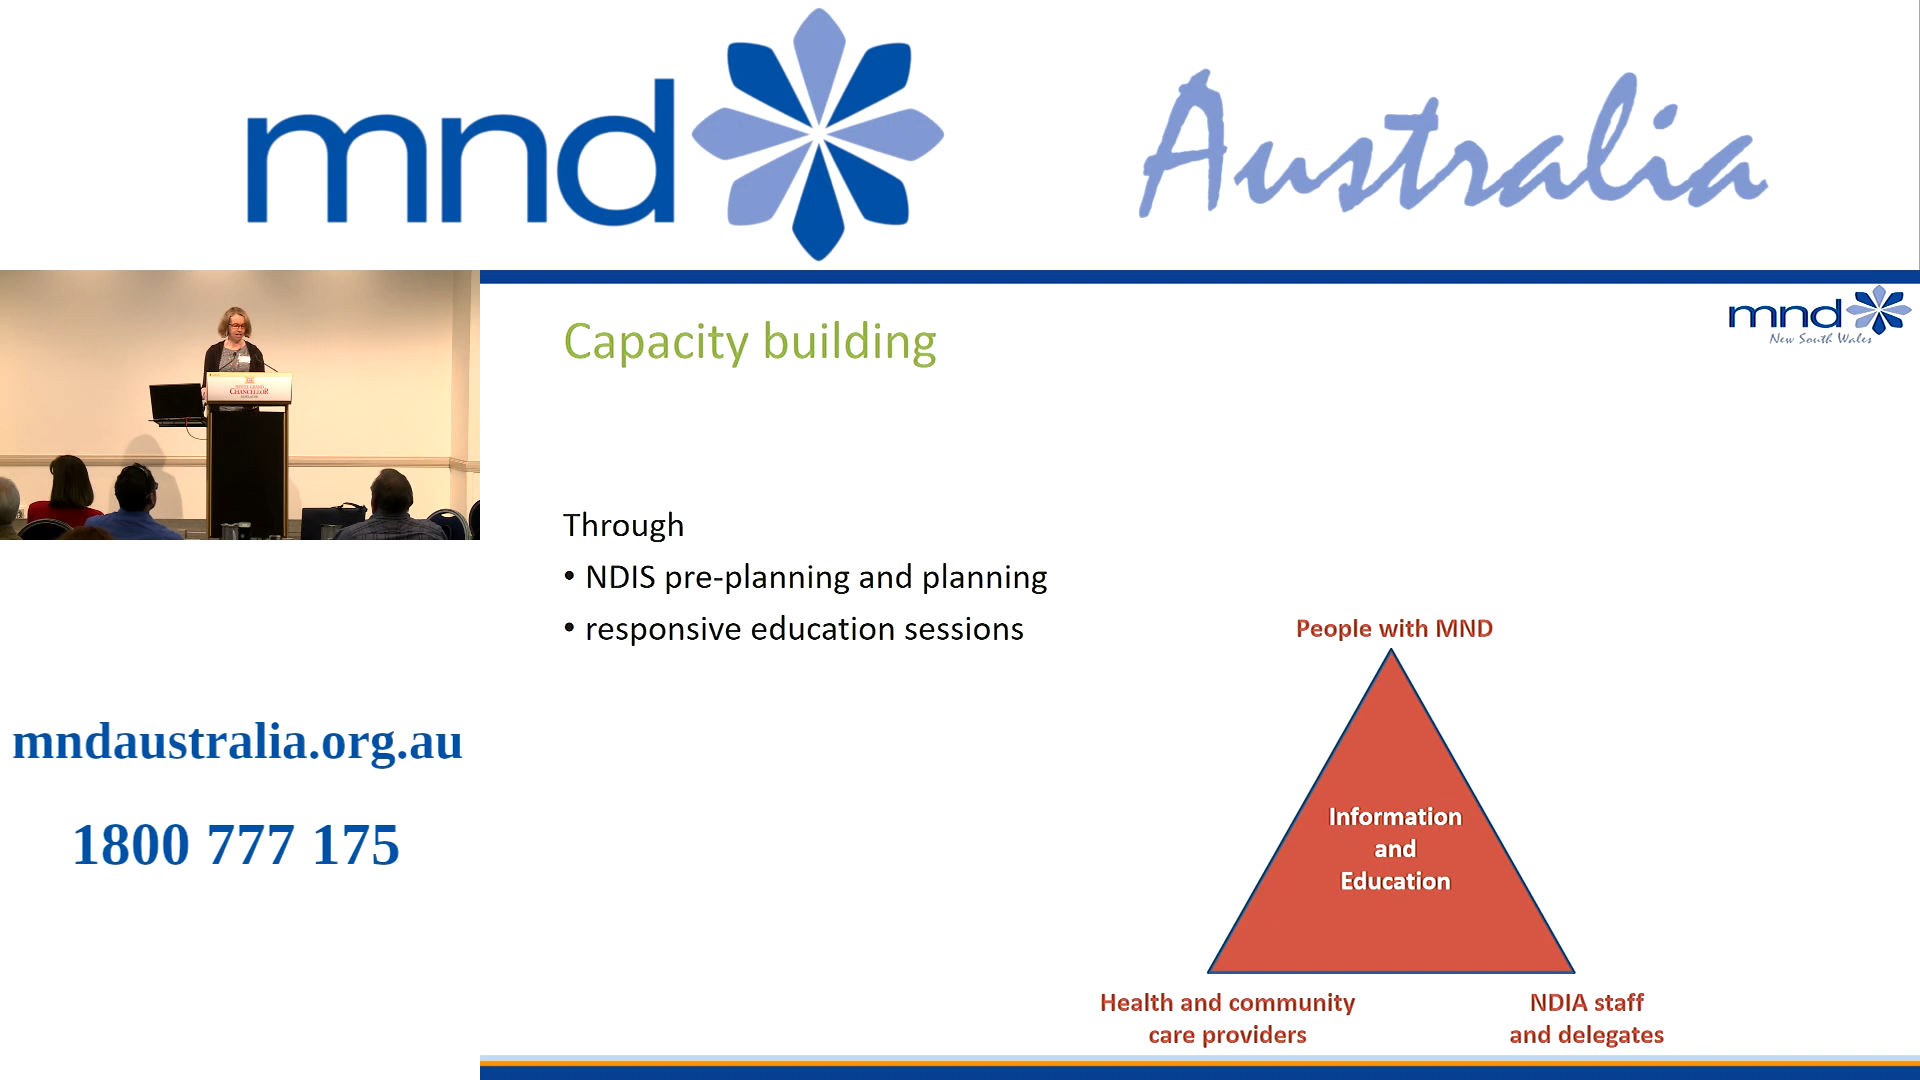 mnd Australia
mnd
New South Wales
Capacity building
CHANCELLOR
Through
• NDIS pre-planning and planning
• responsive education sessions
People with MND
mndaustralia.org.au
Information
and
Education
1800 777 175
Health and community
care providers
NDIA staff
and delegates